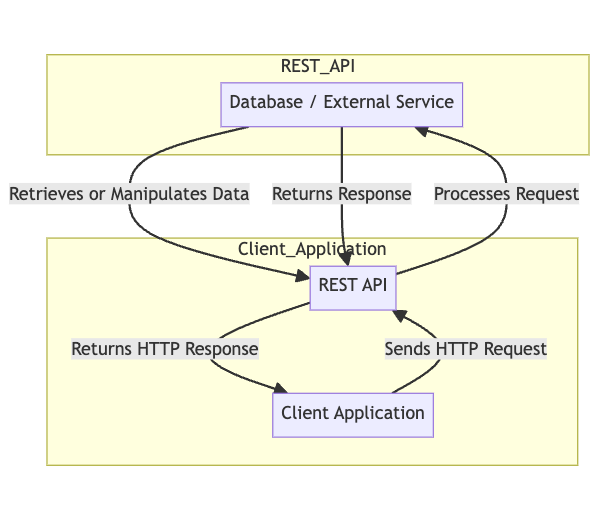 REST_API
Database / External Service
Retrieves or Manipulates Data
Returns Response
Processes Request
Client_Application
REST API
Returns HTTP Response
Sends HTTP Request
Client Application